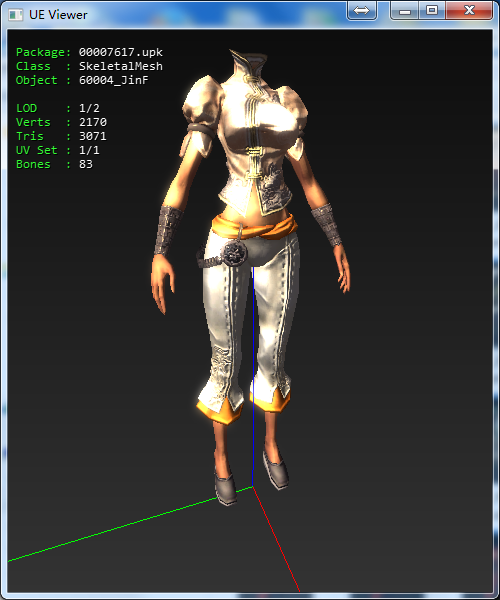 UE Viewer
Package: 00007617.upk
Class : SkeletalMesh
Object : 60004_JinF
LOD : 1/2
Verts : 2170
Tris : 3071
UV Set : 1/1
Bones : 83